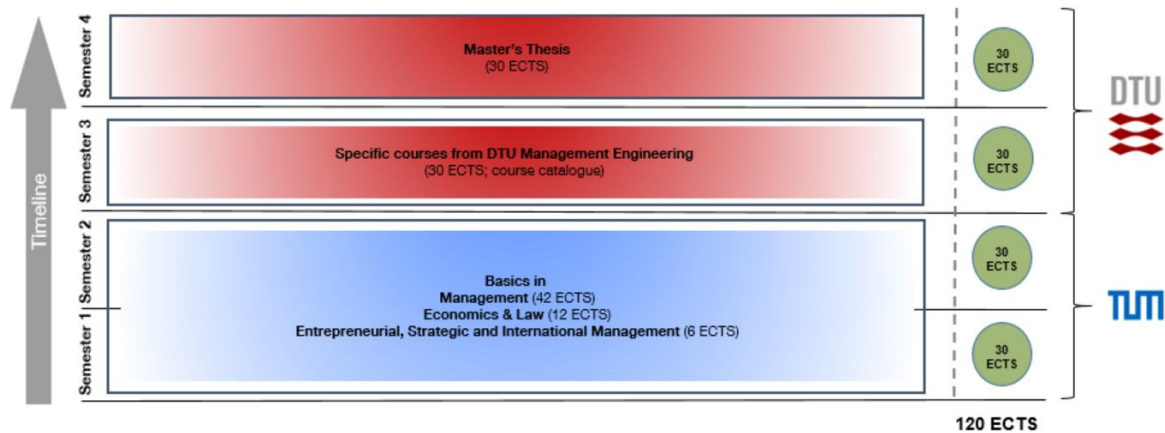 Timeline
Semester 4
Master's Thesis
(30 ECTS)
30
ECTS
Semester 3
Specific courses from DTU Management Engineering
(30 ECTS; course catalogue)
30
ECTS
DTU
Semester 2
30
ECTS
Basics in
Management (42 ECTS)
Economics & Law (12 ECTS)
Entrepreneurial, Strategic and International Management (6 ECTS)
Semester 1
30
ECTS
TUM
120 ECTS